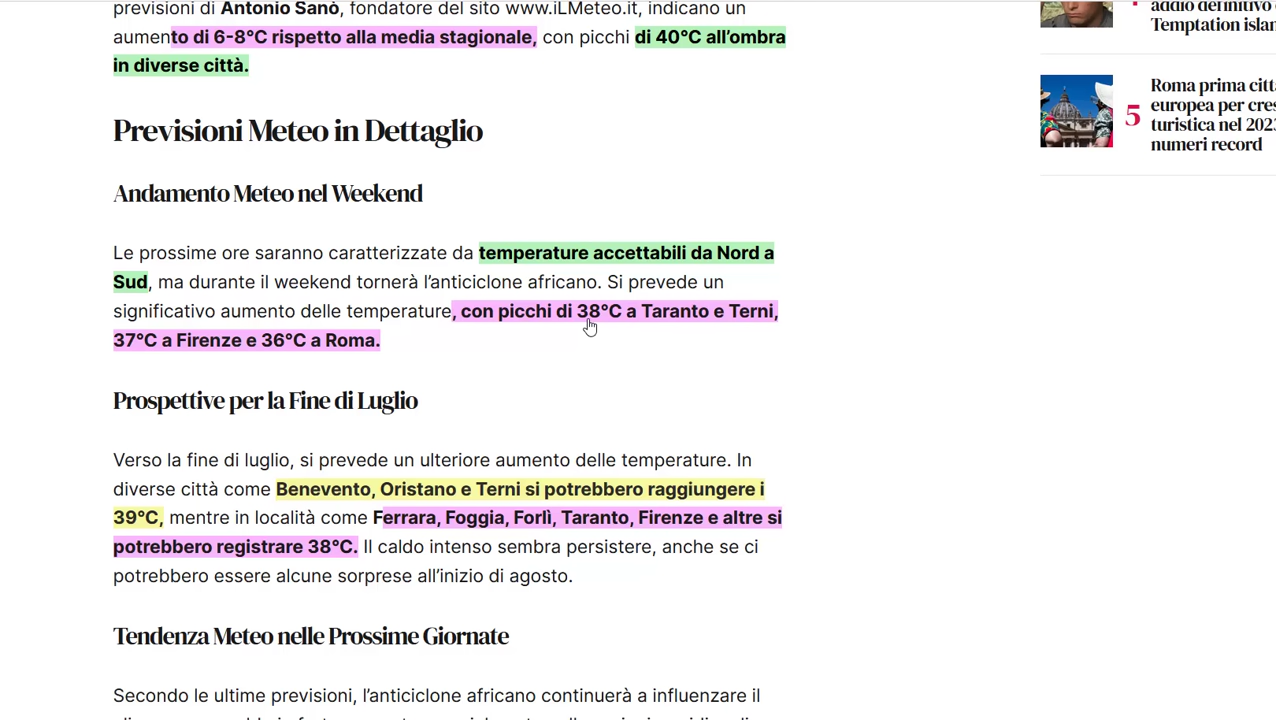 previsioni di Antonio Sanò, fondatore del sito www.iLMeteo.it, indicano un
aumento di 6-8°C rispetto alla media stagionale, con picchi di 40°C all’ombra
in diverse città.
Previsioni Meteo in Dettaglio
Andamento Meteo nel Weekend
Le prossime ore saranno caratterizzate da temperature accettabili da Nord a
Sud, ma durante il weekend tornerà l’anticiclone africano. Si prevede un
significativo aumento delle temperature, con picchi di 38°C a Taranto e Terni,
37°C a Firenze e 36°C a Roma.
Prospettive per la Fine di Luglio
Verso la fine di luglio, si prevede un ulteriore aumento delle temperature. In
diverse città come Benevento, Oristano e Terni si potrebbero raggiungere i
39°C, mentre in località come Ferrara, Foggia, Forlì, Taranto, Firenze e altre si
potrebbero registrare 38°C. Il caldo intenso sembra persistere, anche se ci
potrebbero essere alcune sorprese all’inizio di agosto.
Tendenza Meteo nelle Prossime Giornate
Secondo le ultime previsioni, l’anticiclone africano continuerà a influenzare il
addio definitivo
Temptation islan
5
Roma prima citt
europea per cres
turistica nel 202
numeri record